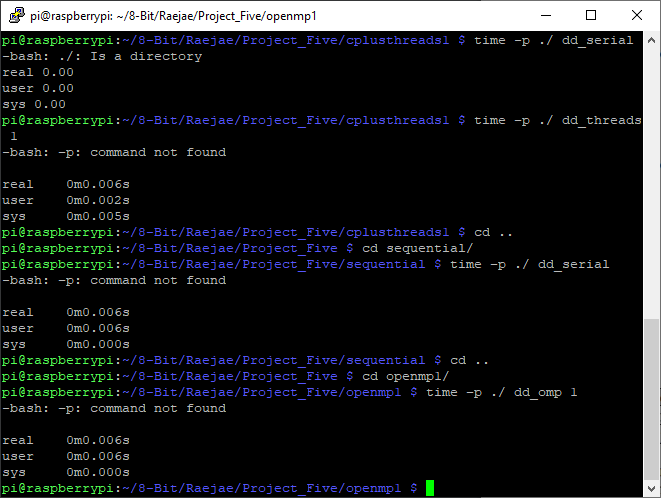 pi@raspberrypi: ~/8-Bit/Raejae/Project_Five/openmp1
pi@raspberrypi:~/8-Bit/Raejae/Project_Five/cplusthreads1 $ time -p ./ dd_serial
-bash: ./: Is a directory
real 0.00
user 0.00
sys 0.00
pi@raspberrypi:~/8-Bit/Raejae/Project_Five/cplusthreads1 $ time -p ./ dd_threads
1
-bash: -p: command not found
real    0m0.006s
user    0m0.002s
sys     0m0.005s
pi@raspberrypi:~/8-Bit/Raejae/Project_Five/cplusthreads1 $ cd ..
pi@raspberrypi:~/8-Bit/Raejae/Project_Five $ cd sequential/
pi@raspberrypi:~/8-Bit/Raejae/Project_Five/sequential $ time -p ./ dd_serial
-bash: -p: command not found
real    0m0.006s
user    0m0.006s
sys     0m0.000s
pi@raspberrypi:~/8-Bit/Raejae/Project_Five/sequential $ cd ..
pi@raspberrypi:~/8-Bit/Raejae/Project_Five $ cd openmp1/
pi@raspberrypi:~/8-Bit/Raejae/Project_Five/openmp1 $ time -p ./ dd_omp 1
-bash: -p: command not found
real    0m0.006s
user    0m0.006s
sys     0m0.000s
pi@raspberrypi:~/8-Bit/Raejae/Project_Five/openmp1 $